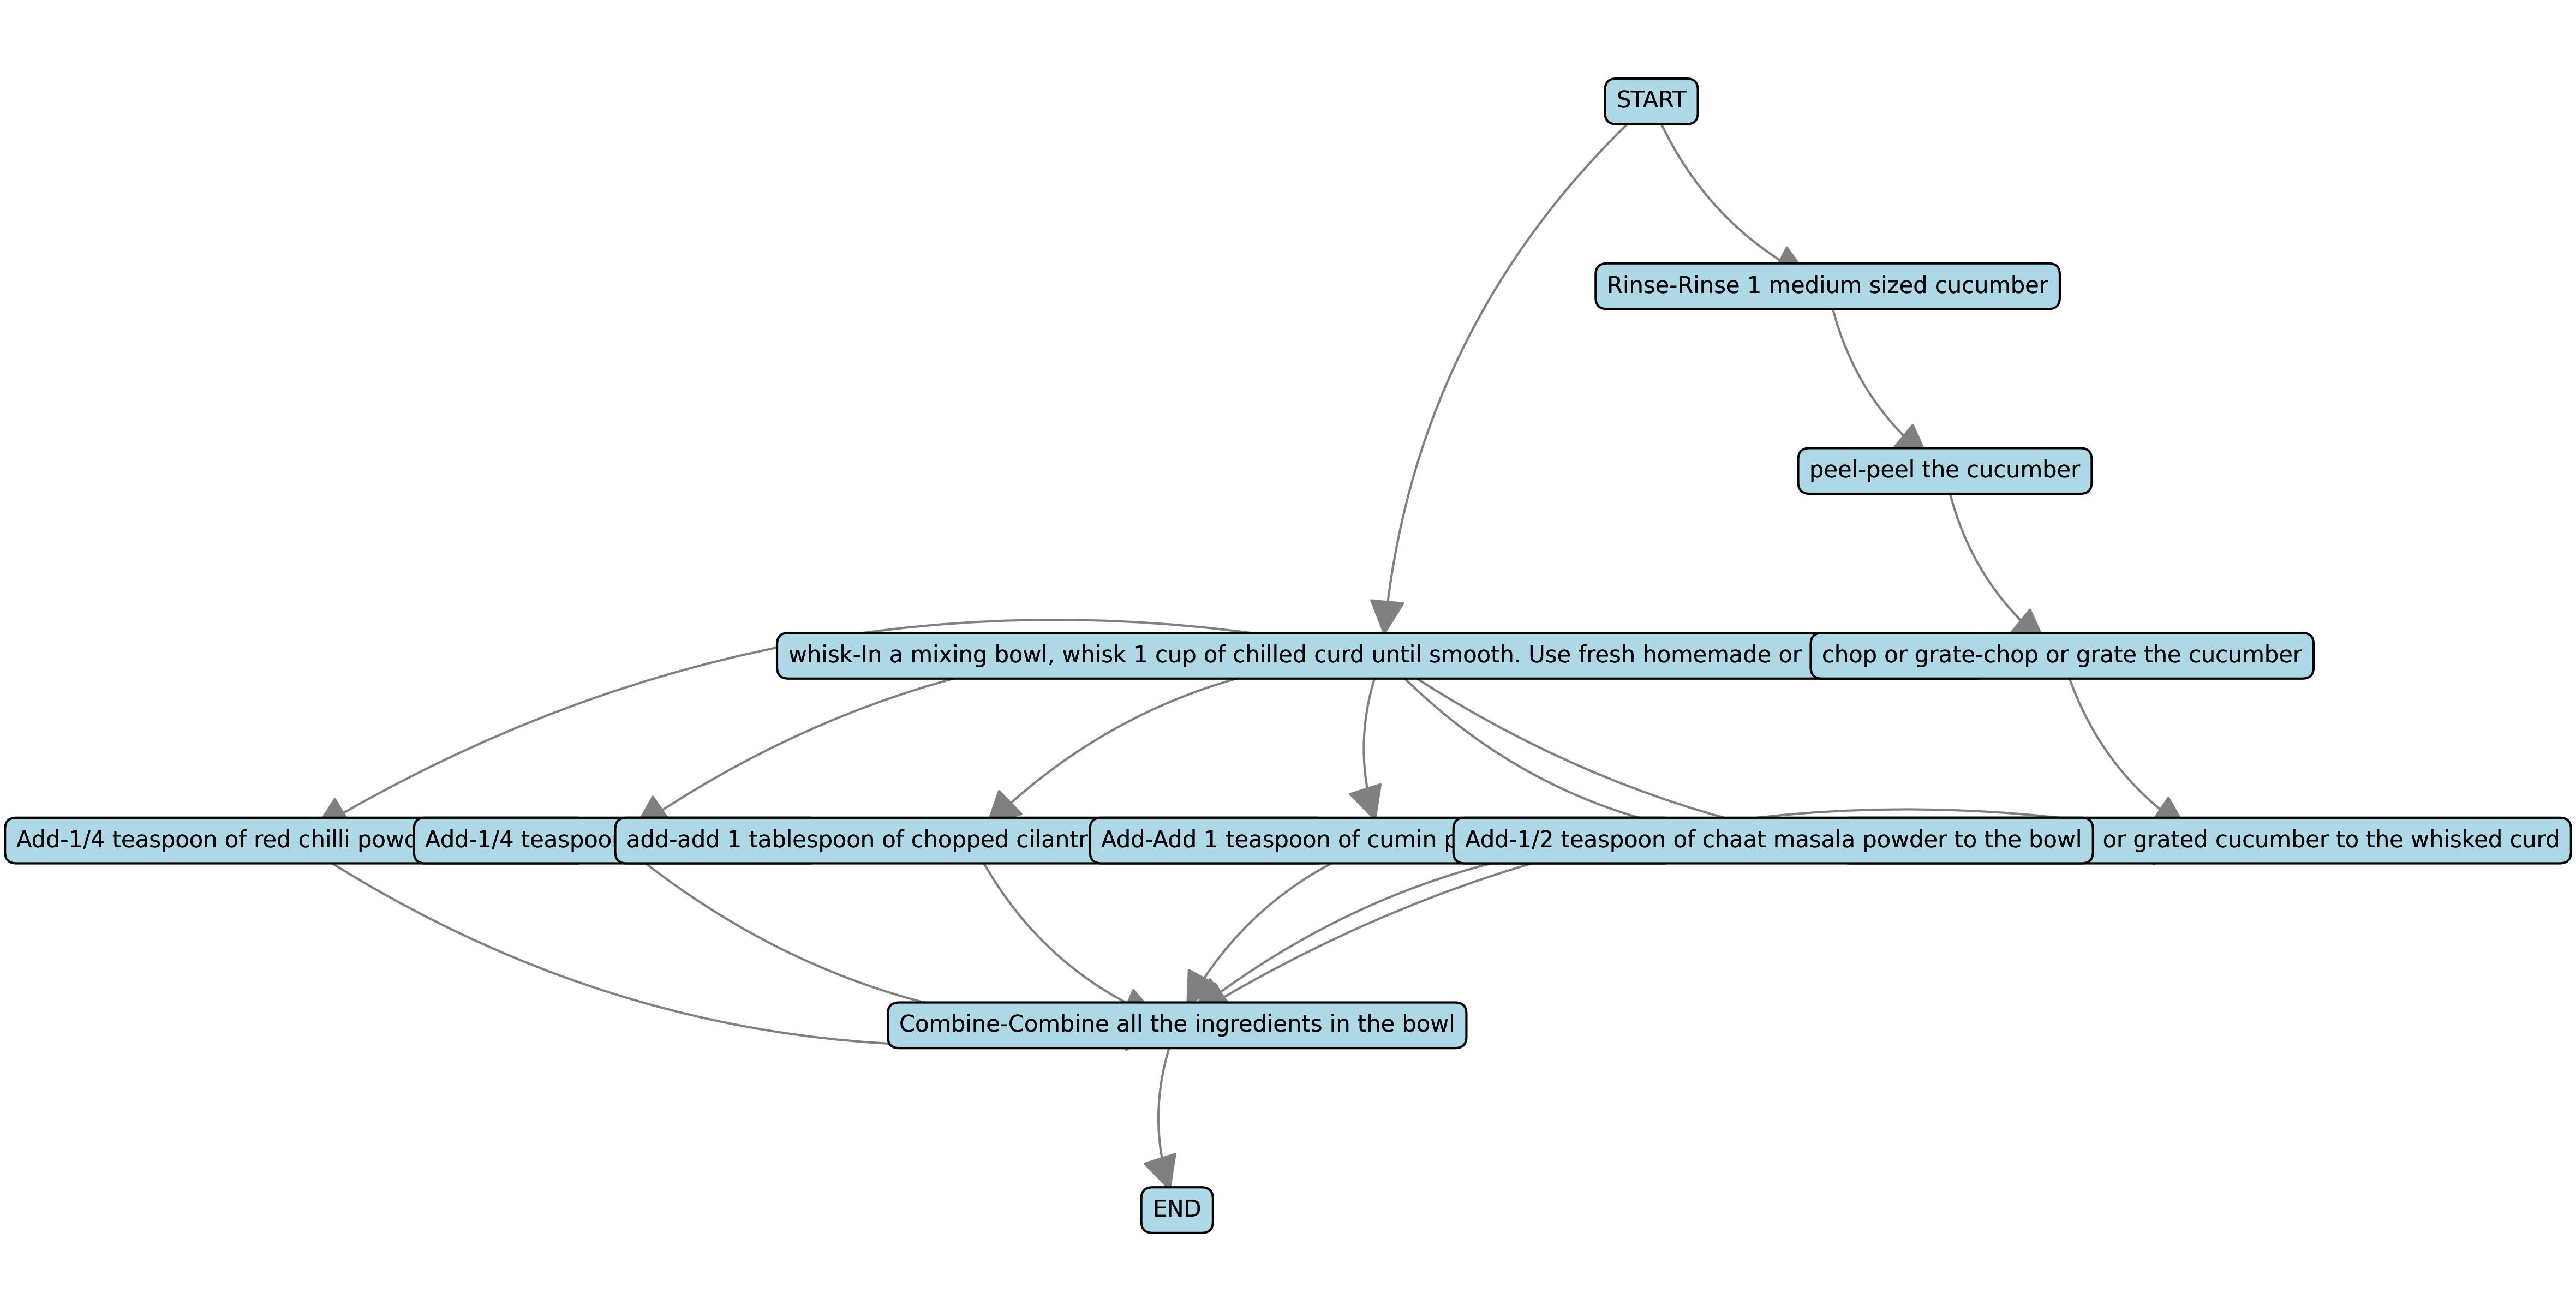 START
Rinse-Rinse 1 medium sized cucumber
peel-peel the cucumber
whisk-In a mixing bowl, whisk 1 cup of chilled curd until smooth. Use fresh homemade or
chop or grate-chop or grate the cucumber
Add-1/4 teaspoon of red chilli
Add-1/4
add-add 1 tablespoon of chopped
Add-Add 1 teaspoon of cumin
Add-1/2 teaspoon of chaat masala powder to the bowl
or grated cucumber to the whisked curd
Combine-Combine all the ingredients in the bowl
END